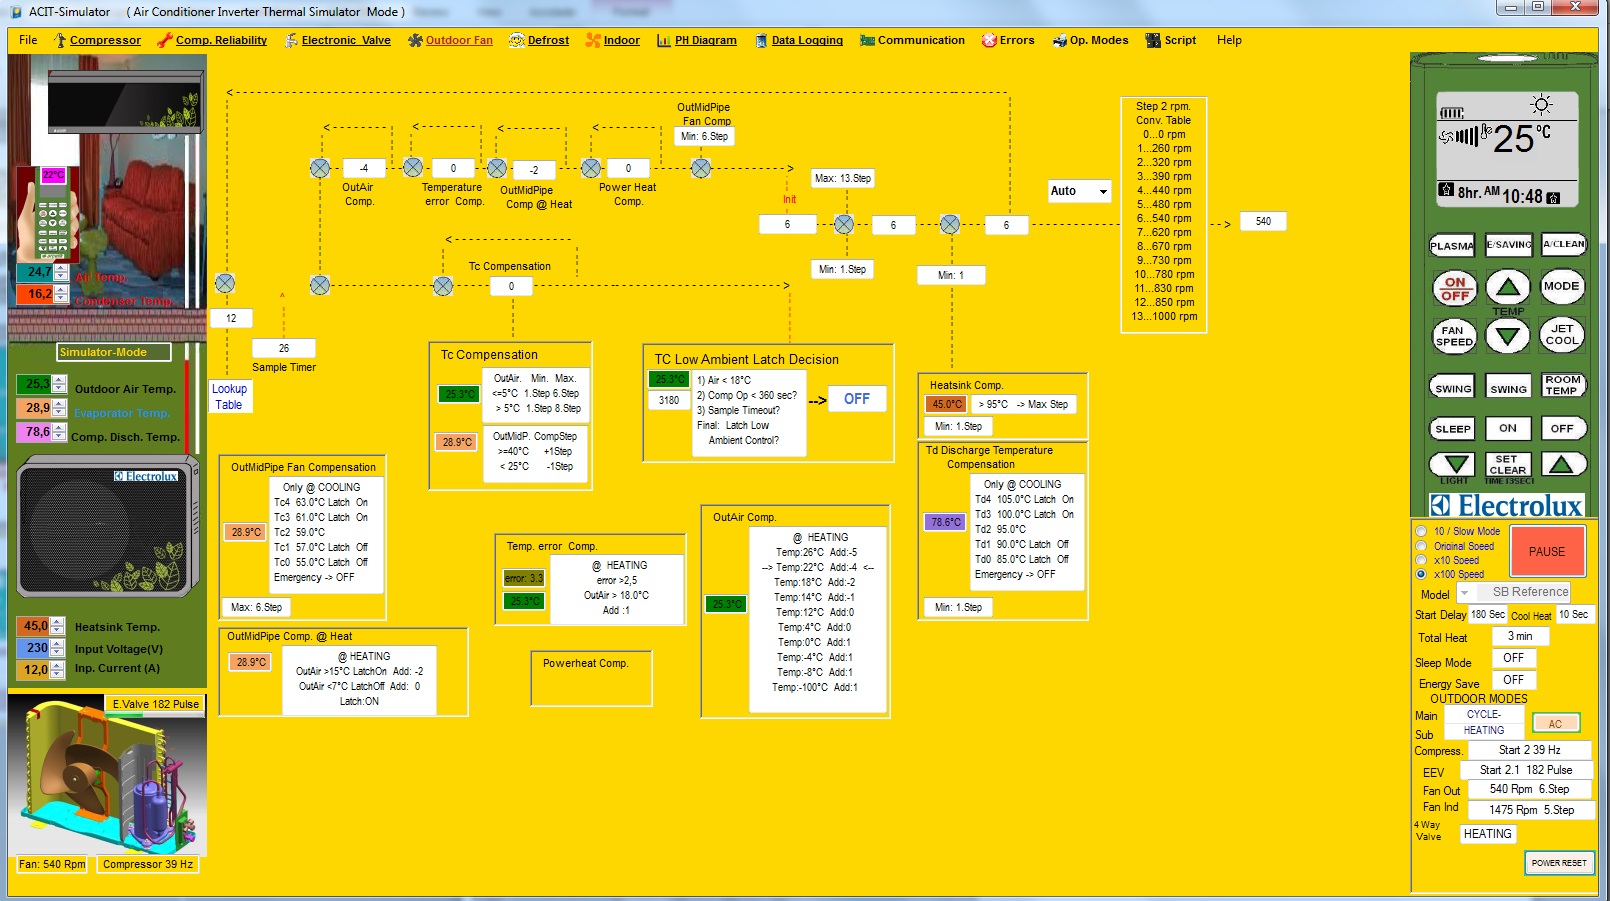 ACIT-Simulator ( Air Conditioner Inverter Thermal Simulator Mode )
File Compressor Comp. Reliability Electronic Valve Outdoor Fan Defrost Indoor PH Diagram Data Logging Communication Errors Op. Modes Script Help
22°C
24,7 Air Temp.
16,2 Condensor Temp.
Simulator-Mode
25,3 Outdoor Air Temp.
28,9 Evaporator Temp.
78,6 Comp. Disch. Temp.
Electrolux
45,0 Heatsink Temp.
230 Input Voltage(V)
12,0 Inp. Current (A)
E.Valve 182 Pulse
Fan: 540 Rpm Compressor 39 Hz
<
< < < <
OutMidPipe
Fan Comp
Min: 6.Step
-4 0 -2 0 >
OutAir
Comp.
Temperature
error Comp.
OutMidPipe
Comp @ Heat
Power Heat
Comp.
Init
6
Max: 13.Step
Min: 1.Step
6
Min: 1
6
Auto
Step 2 rpm.
Conv. Table
0...0 rpm
1...260 rpm
2...320 rpm
3...390 rpm
4...440 rpm
5...480 rpm
6...540 rpm
7...620 rpm
8...670 rpm
9...730 rpm
10...780 rpm
11...830 rpm
12...850 rpm
13...1000 rpm
> 540
<
Tc Compensation
0 >
12
^
26
Sample Timer
Lookup
Table
Tc Compensation
25.3°C
OutAir. Min. Max.
<=5°C 1.Step 6.Step
> 5°C 1.Step 8.Step
28.9°C
OutMidP. CompStep
>=40°C +1Step
< 25°C -1Step
TC Low Ambient Latch Decision
25.3°C
3180
1) Air < 18°C
2) Comp Op < 360 sec?
3) Sample Timeout?
Final: Latch Low
Ambient Control?
--> OFF
Heatsink Comp.
45.0°C > 95°C -> Max Step
Min: 1.Step
Td Discharge Temperature
Compensation
78.6°C
Only @ COOLING
Td4 105.0°C Latch On
Td3 100.0°C Latch On
Td2 95.0°C
Td1 90.0°C Latch Off
Td0 85.0°C Latch Off
Emergency -> OFF
Min: 1.Step
OutMidPipe Fan Compensation
28.9°C
Only @ COOLING
Tc4 63.0°C Latch On
Tc3 61.0°C Latch On
Tc2 59.0°C
Tc1 57.0°C Latch Off
Tc0 55.0°C Latch Off
Emergency -> OFF
Max: 6.Step
OutMidPipe Comp. @ Heat
28.9°C
@ HEATING
OutAir >15°C LatchOn Add: -2
OutAir <7°C LatchOff Add: 0
Latch:ON
Temp. error Comp.
error: 3,3
25.3°C
@ HEATING
error >2,5
OutAir > 18.0°C
Add :1
Powerheat Comp.
OutAir Comp.
25.3°C
@ HEATING
Temp:26°C Add:-5
--> Temp:22°C Add:-4 <--
Temp:18°C Add:-2
Temp:14°C Add:-1
Temp:12°C Add:0
Temp:4°C Add:0
Temp:0°C Add:1
Temp:-4°C Add:1
Temp:-8°C Add:1
Temp:-100°C Add:1
25°C
8hr. AM 10:48
PLASMA E/SAVING A/CLEAN
ON
OFF
MODE
TEMP
FAN
SPEED
JET
COOL
SWING SWING ROOM
TEMP
SLEEP ON OFF
SET
CLEAR
LIGHT TIME 13SEC1
Electrolux
10 / Slow Mode
Original Speed
x10 Speed
x100 Speed
PAUSE
Model SB Reference
Start Delay 180 Sec Cool Heat 10 Sec
Total Heat 3 min
Sleep Mode OFF
Energy Save OFF
OUTDOOR MODES
Main CYCLE-
Sub HEATING
AC
Compress. Start 2 39 Hz
EEV Start 2.1 182 Pulse
Fan Out 540 Rpm 6.Step
Fan Ind 1475 Rpm 5.Step
4 Way
Valve
HEATING
POWER RESET